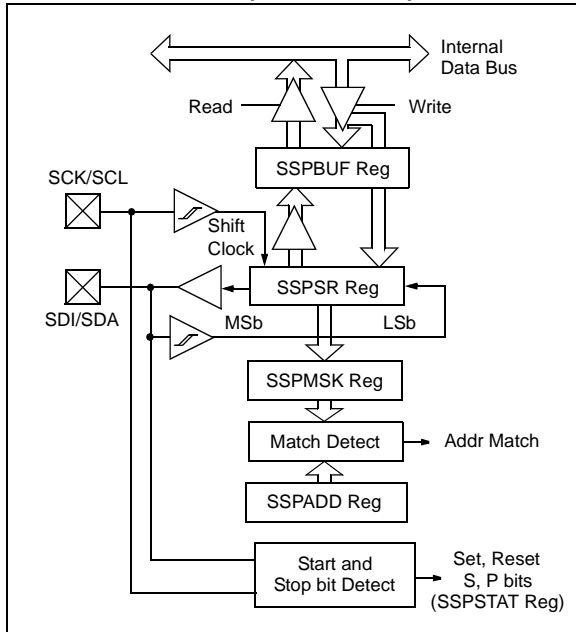 Internal
Data Bus
Read
Write
SSPBUF Reg
SCK/SCL
Shift
Clock
SSPSR Reg
SDI/SDA
MSb
LSb
SSPMSK Reg
Match Detect
Addr Match
SSPADD Reg
Start and
Stop bit Detect
Set, Reset
S, P bits
(SSPSTAT Reg)